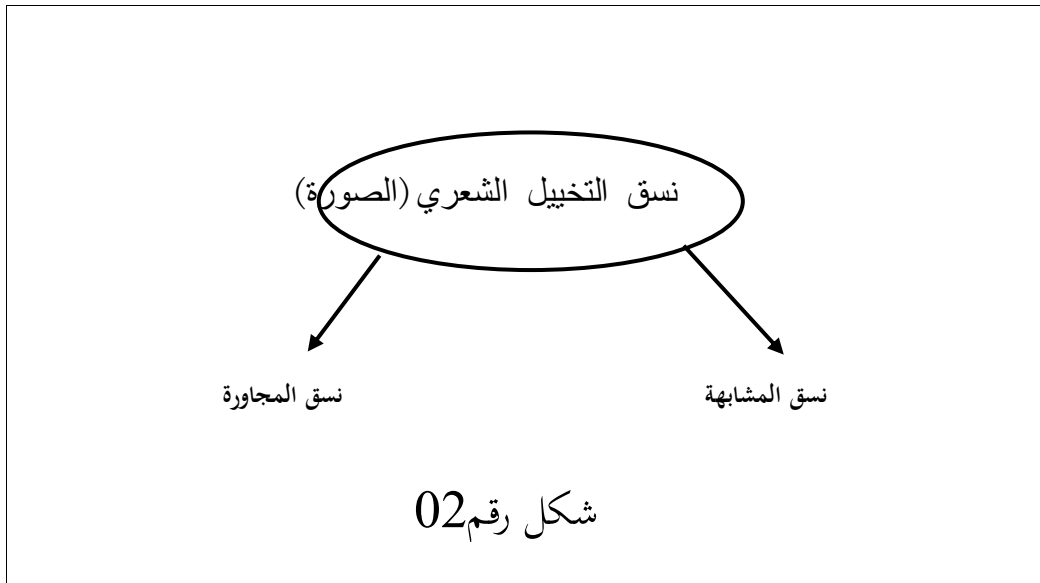 نسق التخييل الشعري (الصورة)
نسق المشابهة
نسق المجاورة
شكل رقم02